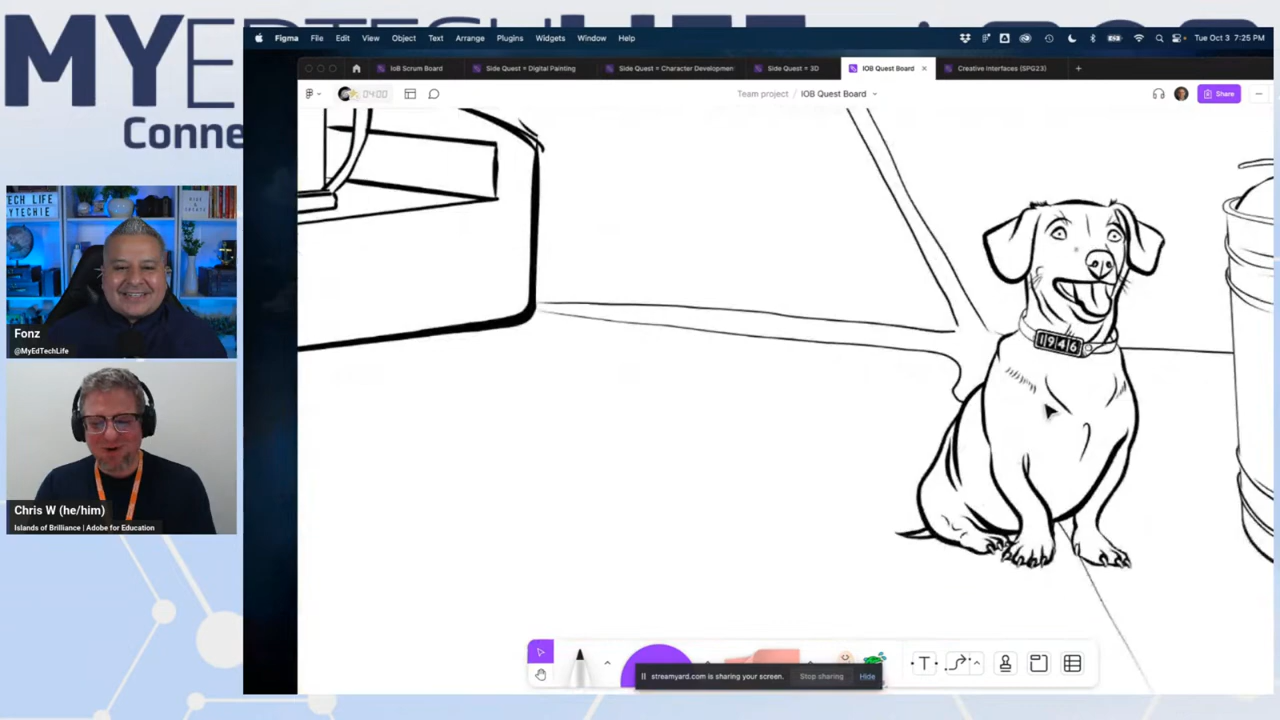 MYEDTECHLIFE
Conne
Figma File Edit View Object Text Arrange Plugins Widgets Window Help
Tue Oct 3 7:25 PM
IoB Scrum Board
Side Quest = Digital Painting
Side Quest = Character Developmen
Side Quest = 3D
IOB Quest Board
Creative Interfaces (SPG23)
04:00
Team project / IOB Quest Board
Share
TECH LIFE
Fonz
@MyEdTechLife
Chris W (he/him)
Islands of Brilliance | Adobe for Education
1946
T
streamyard.com is sharing your screen.
Stop sharing
Hide